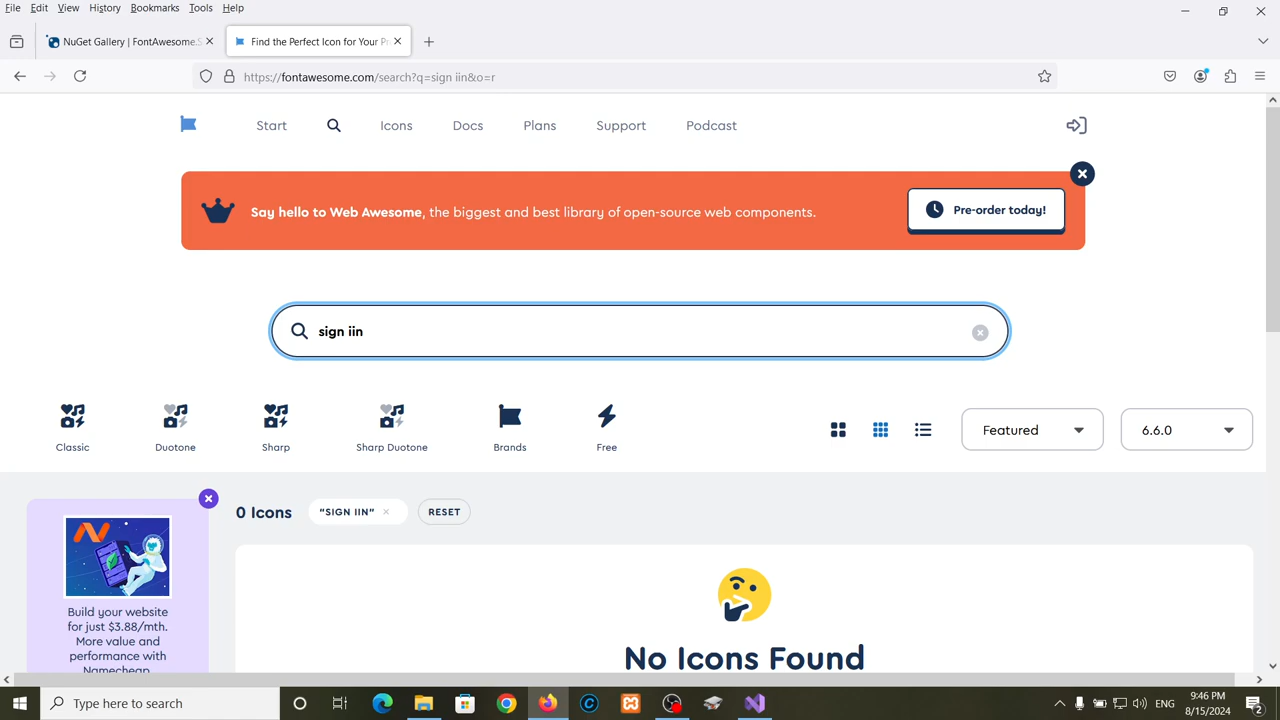 File Edit View History Bookmarks Tools Help
NuGet Gallery | FontAwesome.S
Find the Perfect Icon for Your Pr
https://fontawesome.com/search?q=sign iin&o=r
Start Icons Docs Plans Support Podcast
Say hello to Web Awesome, the biggest and best library of open-source web components.
Pre-order today!
sign iin
Classic Duotone Sharp Sharp Duotone Brands Free
Featured
6.6.0
0 Icons "SIGN IIN" × RESET
Build your website
for just $3.88/mth.
More value and
performance with
Namecheap
No Icons Found
Type here to search
ENG
9:46 PM
8/15/2024
2